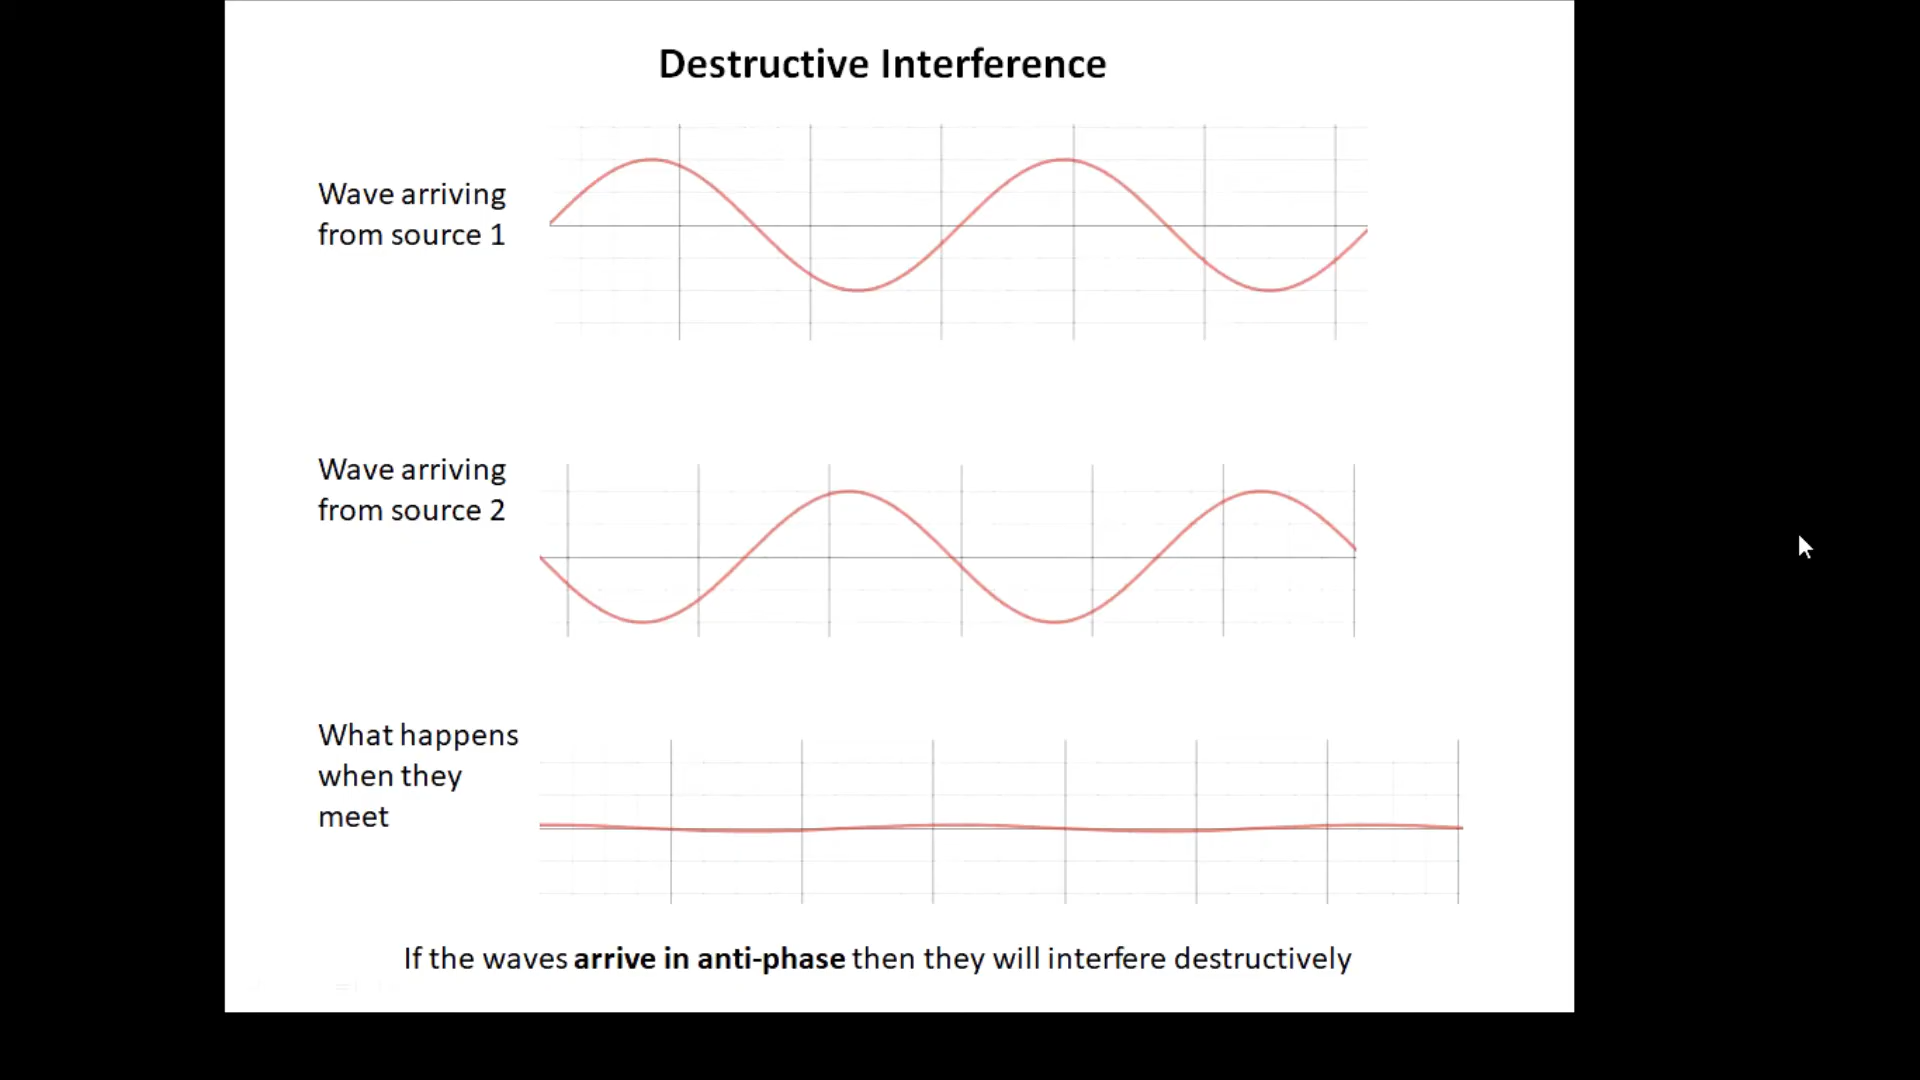 Destructive Interference
Wave arriving
from source 1
Wave arriving
from source 2
What happens
when they
meet
If the waves arrive in anti-phase then they will interfere destructively